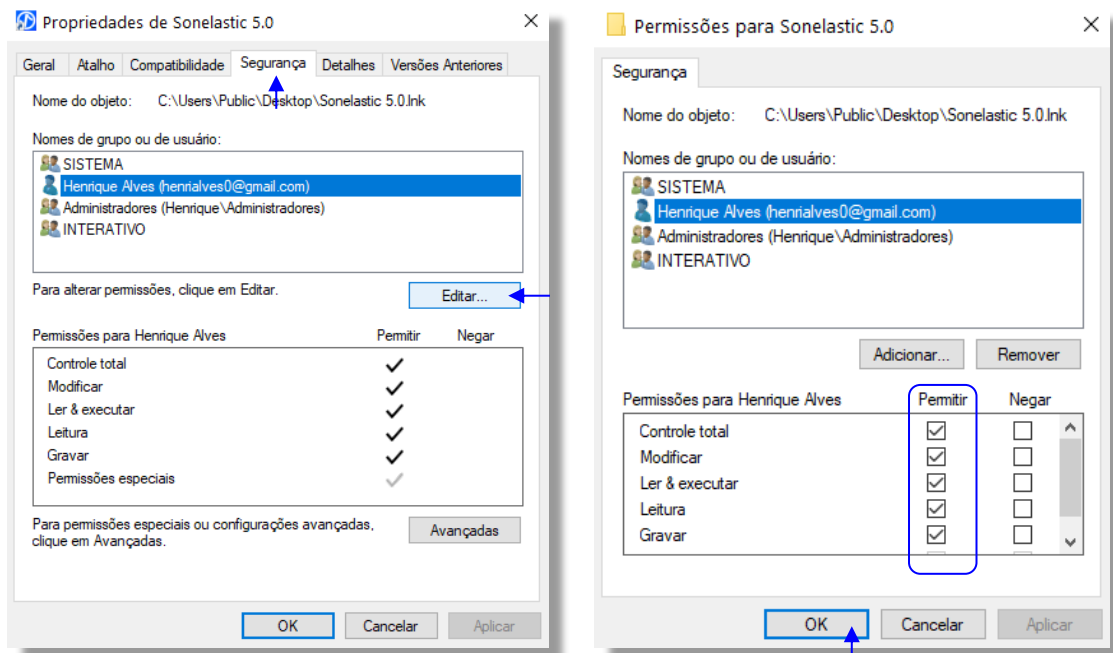 Propriedades de Sonelastic 5.0
Geral Atalho Compatibilidade Segurança Detalhes Versões Anteriores
Nome do objeto: C:\Users\Public\Desktop\Sonelastic 5.0.lnk
Nomes de grupo ou de usuário:
SISTEMA
Henrique Alves (henrialves0@gmail.com)
Administradores (Henrique\Administradores)
INTERATIVO
Para alterar permissões, clique em Editar.
Editar...
Permissões para Henrique Alves Permitir Negar
Controle total
Modificar
Ler & executar
Leitura
Gravar
Permissões especiais
Para permissões especiais ou configurações avançadas,
clique em Avançadas.
Avançadas
OK Cancelar Aplicar
Permissões para Sonelastic 5.0
Segurança
Nome do objeto: C:\Users\Public\Desktop\Sonelastic 5.0.lnk
Nomes de grupo ou de usuário:
SISTEMA
Henrique Alves (henrialves0@gmail.com)
Administradores (Henrique\Administradores)
INTERATIVO
Adicionar... Remover
Permissões para Henrique Alves Permitir Negar
Controle total
Modificar
Ler & executar
Leitura
Gravar
OK Cancelar Aplicar